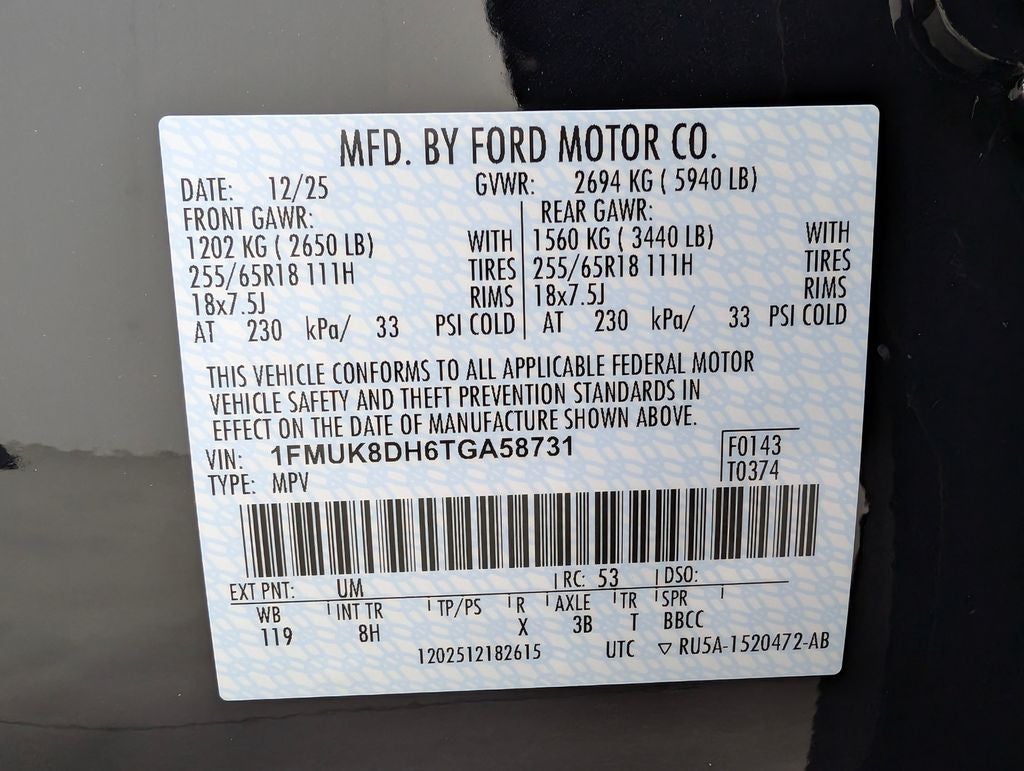 MFD. BY FORD MOTOR CO.
DATE: 12/25 GVWR: 2694 KG ( 5940 LB)
FRONT GAWR: REAR GAWR:
1202 KG ( 2650 LB) WITH 1560 KG ( 3440 LB) WITH
255/65R18 111H TIRES 255/65R18 111H TIRES
18x7.5J RIMS 18x7.5J RIMS
AT 230 kPa/ 33 PSI COLD AT 230 kPa/ 33 PSI COLD
THIS VEHICLE CONFORMS TO ALL APPLICABLE FEDERAL MOTOR
VEHICLE SAFETY AND THEFT PREVENTION STANDARDS IN
EFFECT ON THE DATE OF MANUFACTURE SHOWN ABOVE.
VIN: 1FMUK8DH6TGA58731 F0143
TYPE: MPV T0374
EXT PNT: UM RC: 53 DSO:
WB INT TR TP/PS R AXLE TR SPR
119 8H X 3B T BBCC
1202512182615 UTC ▽ RU5A-1520472-AB